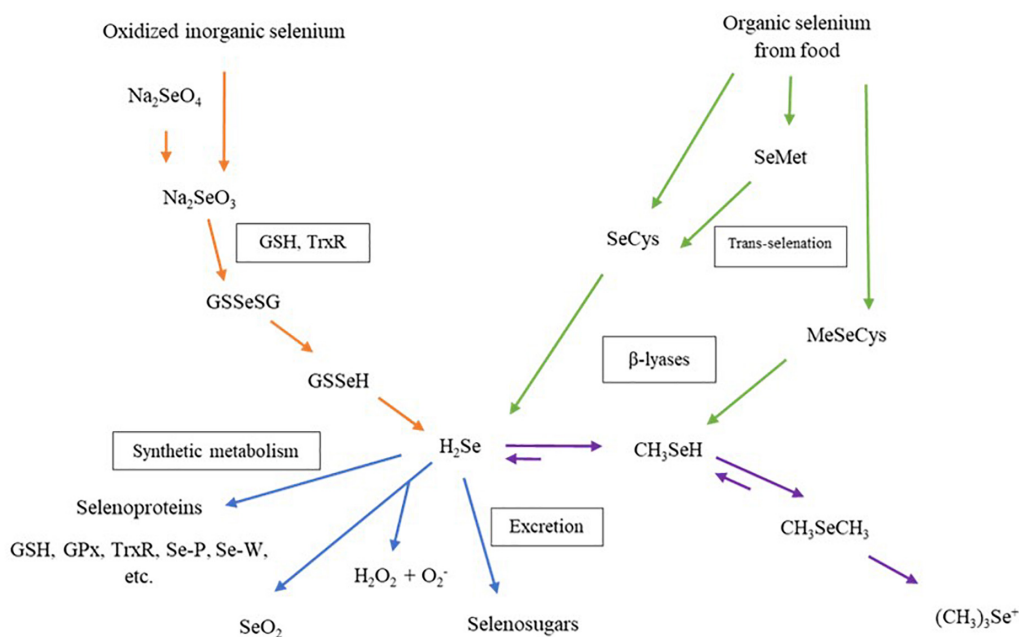 Oxidized inorganic selenium
Organic selenium
from food
Na₂SeO₄
SeMet
Na₂SeO₃
GSH, TrxR
SeCys
Trans-selenation
GSSeSG
MeSeCys
β-lyases
GSSeH
Synthetic metabolism
H₂Se
CH₃SeH
Selenoproteins
Excretion
CH₃SeCH₃
GSH, GPx, TrxR, Se-P, Se-W,
etc.
H₂O₂ + O₂⁻
SeO₂
Selenosugars
(CH₃)₃Se⁺